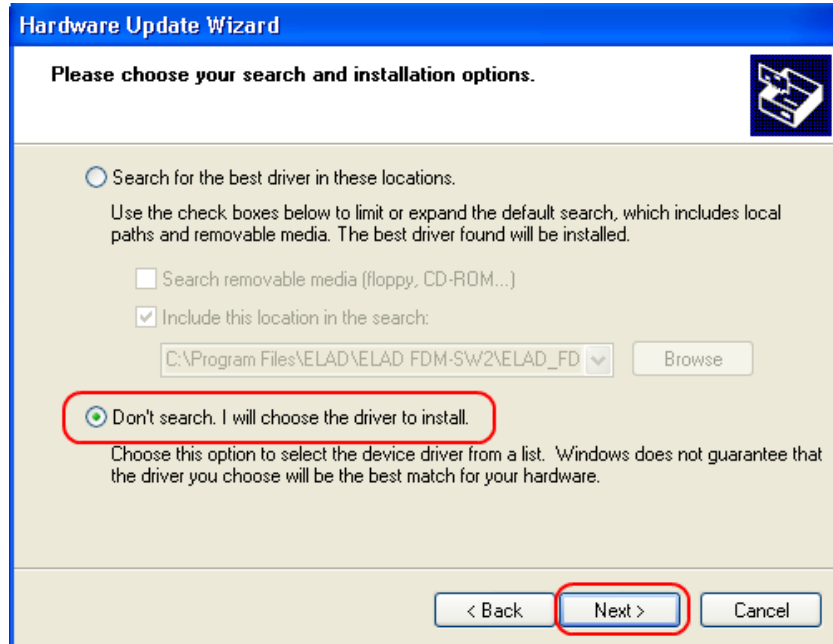 Hardware Update Wizard
Please choose your search and installation options.
Search for the best driver in these locations.
Use the check boxes below to limit or expand the default search, which includes local
paths and removable media. The best driver found will be installed.
Search removable media (floppy, CD-ROM...)
Include this location in the search:
C:\Program Files\ELAD\ELAD FDM-SW2\ELAD_FD
Browse
Don't search. I will choose the driver to install.
Choose this option to select the device driver from a list. Windows does not guarantee that
the driver you choose will be the best match for your hardware.
< Back
Next >
Cancel